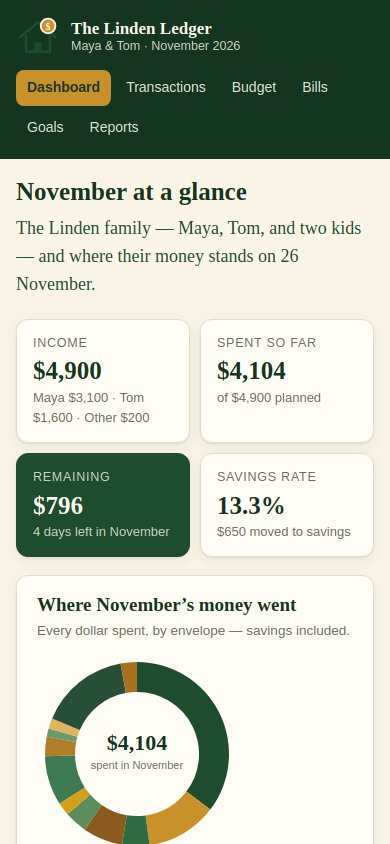 $
The Linden Ledger
Maya & Tom · November 2026
Dashboard Transactions Budget Bills
Goals Reports
November at a glance
The Linden family — Maya, Tom, and two kids
— and where their money stands on 26
November.
INCOME
$4,900
Maya $3,100 · Tom
$1,600 · Other $200
SPENT SO FAR
$4,104
of $4,900 planned
REMAINING
$796
4 days left in November
SAVINGS RATE
13.3%
$650 moved to savings
Where November’s money went
Every dollar spent, by envelope — savings included.
$4,104
spent in November